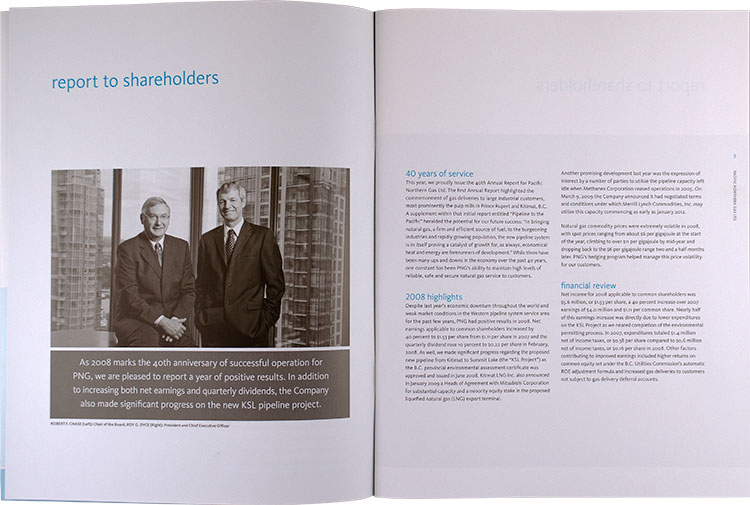 report to shareholders
As 2008 marks the 40th anniversary of successful operation for
PNG, we are pleased to report a year of positive results. In addition
to increasing both net earnings and quarterly dividends, the Company
also made significant progress on the new KSL pipeline project.
ROBERT F. CHASE (Left): Chair of the Board, ROY G. DYCE (Right): President and Chief Executive Officer
40 years of service
This year, we proudly issue the 40th Annual Report for Pacific
Northern Gas Ltd. The first Annual Report highlighted the
commencement of gas deliveries to large industrial customers,
most prominently the pulp mills in Prince Rupert and Kitimat, B.C.
A supplement within that initial report entitled "Pipeline to the
Pacific" heralded the potential for our future success: "In bringing
natural gas, a firm and efficient source of fuel, to the burgeoning
industries and rapidly growing population, the new pipeline system
is in itself proving a catalyst of growth for, as always, economical
heat and energy are forerunners of development." While there have
been many ups and downs in the economy over the past 40 years,
one constant has been PNG's ability to maintain high levels of
reliable, safe and secure natural gas service to customers.
2008 highlights
Despite last year's economic downturn throughout the world and
weak market conditions in the Western pipeline system service area
for the past few years, PNG had positive results in 2008. Net
earnings applicable to common shareholders increased by
40 percent to $1.53 per share from $1.11 per share in 2007 and the
quarterly dividend rose 10 percent to $0.22 per share in February,
2008. As well, we made significant progress regarding the proposed
new pipeline from Kitimat to Summit Lake (the "KSL Project") as
the B.C. provincial environmental assessment certificate was
approved and issued in June 2008. Kitimat LNG Inc. also announced
in January 2009 a Heads of Agreement with Mitsubishi Corporation
for substantial capacity and a minority equity stake in the proposed
liquefied natural gas (LNG) export terminal.
Another promising development last year was the expression of
interest by a number of parties to utilize the pipeline capacity left
idle when Methanex Corporation ceased operations in 2005. On
March 9, 2009 the Company announced it had negotiated terms
and conditions under which Merrill Lynch Commodities, Inc. may
utilize this capacity commencing as early as January 2012.
Natural gas commodity prices were extremely volatile in 2008,
with spot prices ranging from about $6 per gigajoule at the start
of the year, climbing to over $11 per gigajoule by mid-year and
dropping back to the $6 per gigajoule range two and a half months
later. PNG's hedging program helped manage this price volatility
for our customers.
financial review
Net income for 2008 applicable to common shareholders was
$5.6 million, or $1.53 per share, a 40 percent increase over 2007
earnings of $4.0 million and $1.11 per common share. Nearly half
of this earnings increase was directly due to lower expenditures
on the KSL Project as we neared completion of the environmental
permitting process. In 2007, expenditures totaled $1.4 million
net of income taxes, or $0.38 per share compared to $0.6 million
net of income taxes, or $0.16 per share in 2008. Other factors
contributing to improved earnings included higher returns on
common equity set under the B.C. Utilities Commission's automatic
ROE adjustment formula and increased gas deliveries to customers
not subject to gas delivery deferral accounts.
PACIFIC NORTHERN GAS LTD.